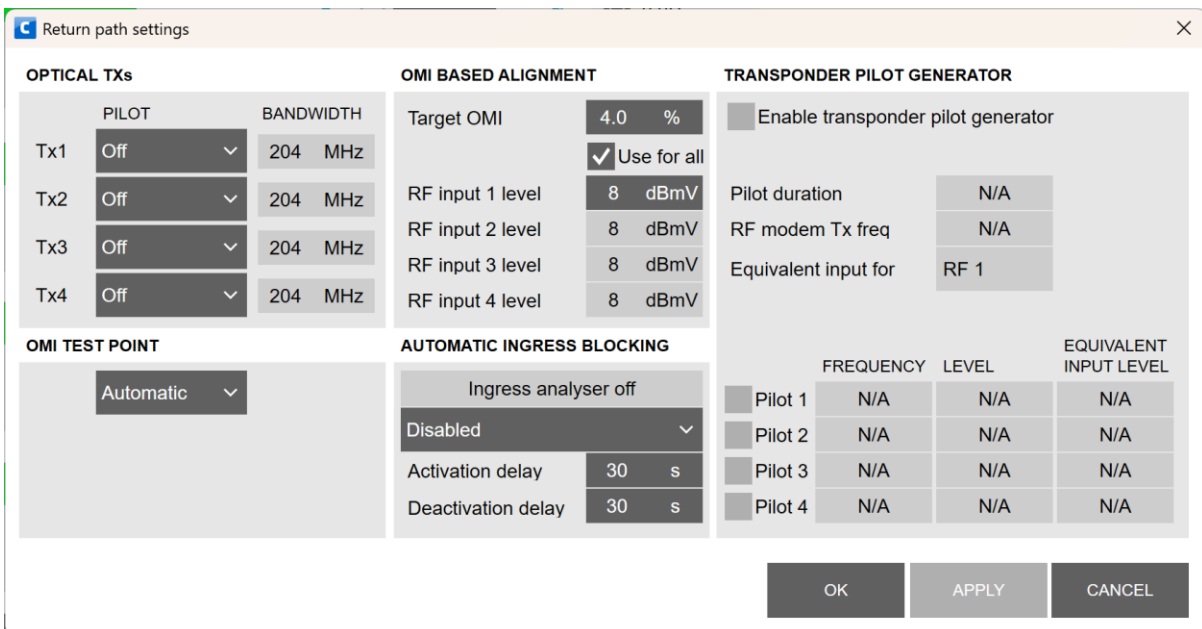 Return path settings
OPTICAL TXs
PILOT BANDWIDTH
Tx1 Off 204 MHz
Tx2 Off 204 MHz
Tx3 Off 204 MHz
Tx4 Off 204 MHz
OMI TEST POINT
Automatic
OMI BASED ALIGNMENT
Target OMI 4.0 %
Use for all
RF input 1 level 8 dBmV
RF input 2 level 8 dBmV
RF input 3 level 8 dBmV
RF input 4 level 8 dBmV
AUTOMATIC INGRESS BLOCKING
Ingress analyser off
Disabled
Activation delay 30 s
Deactivation delay 30 s
TRANSPONDER PILOT GENERATOR
Enable transponder pilot generator
Pilot duration N/A
RF modem Tx freq N/A
Equivalent input for RF 1
FREQUENCY LEVEL EQUIVALENT
INPUT LEVEL
Pilot 1 N/A N/A N/A
Pilot 2 N/A N/A N/A
Pilot 3 N/A N/A N/A
Pilot 4 N/A N/A N/A
OK APPLY CANCEL